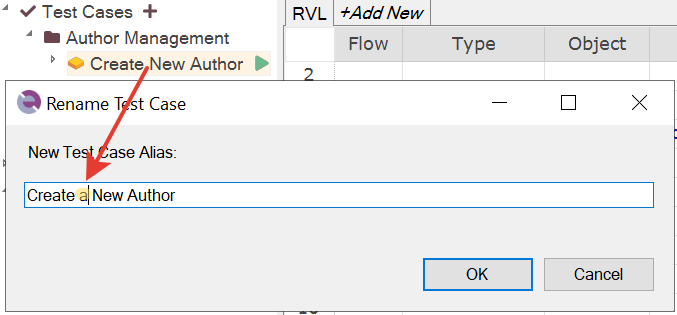 Test Cases +
RVL
+Add New
Author Management
Flow
Type
Object
Create New Author
2
Rename Test Case
New Test Case Alias:
Create a New Author
OK
Cancel